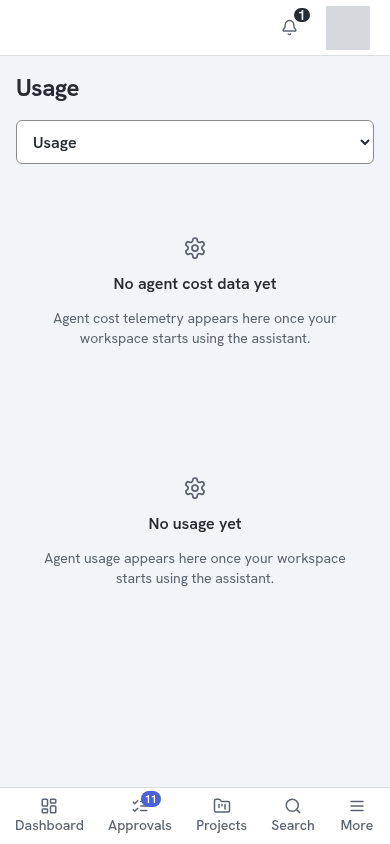 1
Usage
Usage
No agent cost data yet
Agent cost telemetry appears here once your
workspace starts using the assistant.
No usage yet
Agent usage appears here once your workspace
starts using the assistant.
11
Dashboard
Approvals
Projects
Search
More